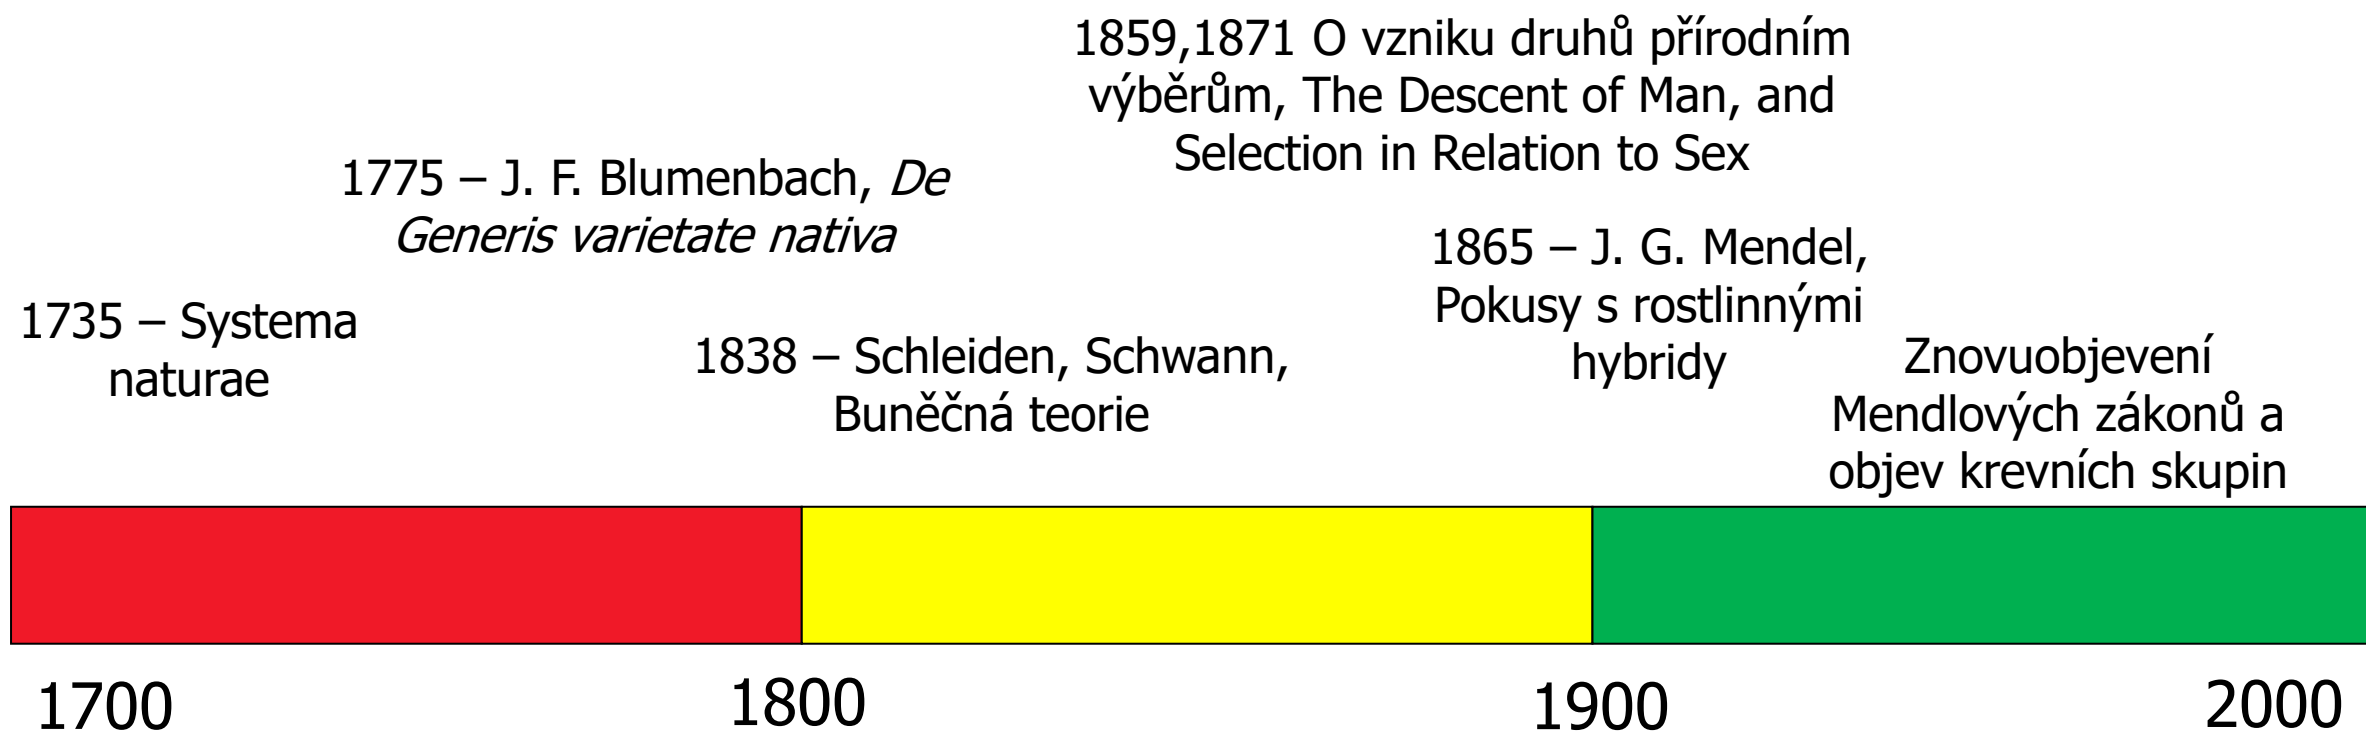 1859,1871 O vzniku druhů přírodním
výběrům, The Descent of Man, and
Selection in Relation to Sex
1775 – J. F. Blumenbach, De
Generis varietate nativa
1865 – J. G. Mendel,
Pokusy s rostlinnými
hybridy
1735 – Systema
naturae
1838 – Schleiden, Schwann,
Buněčná teorie
Znovuobjevení
Mendlových zákonů a
objev krevních skupin
1700
1800
1900
2000